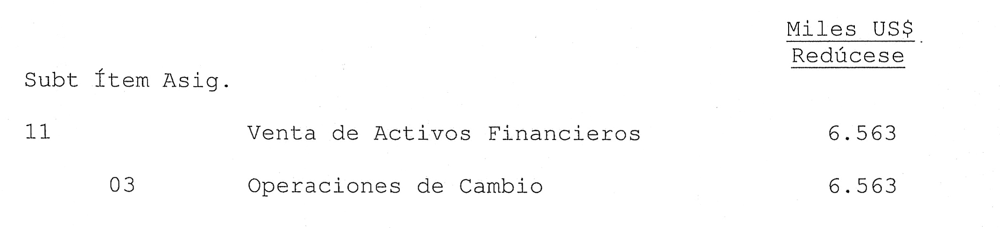 Miles US$
Redúcese
Subt Ítem Asig.
11 Venta de Activos Financieros 6.563
03 Operaciones de Cambio 6.563